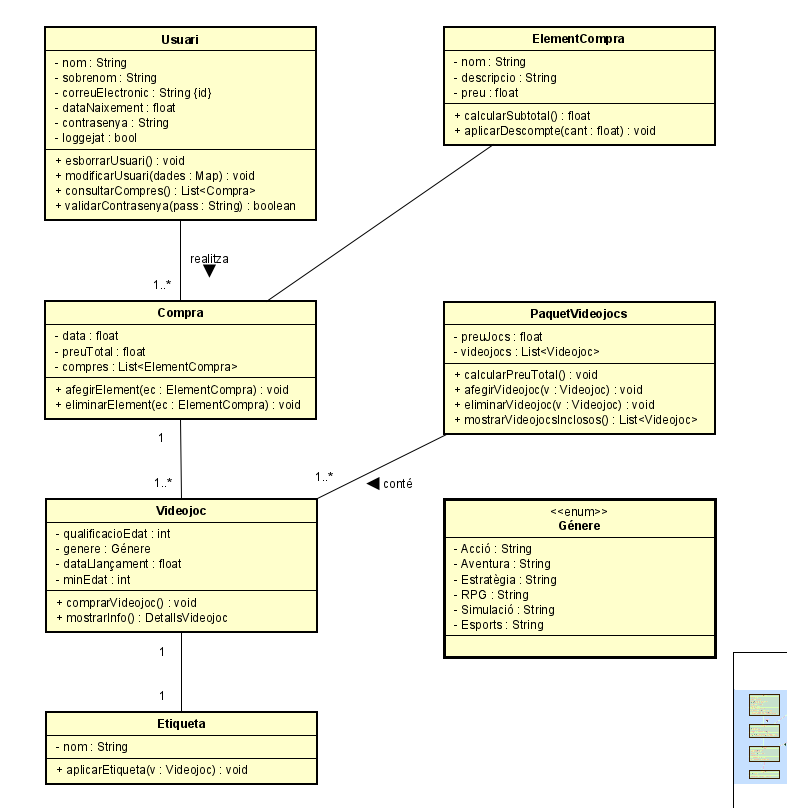 Usuari
- nom : String
- sobrenom : String
- correuElectronic : String {id}
- dataNaixement : float
- contrasenya : String
- loggejat : bool
+ esborrarUsuari() : void
+ modificarUsuari(dades : Map) : void
+ consultarCompres() : List<Compra>
+ validarContrasenya(pass : String) : boolean
ElementCompra
- nom : String
- descripcio : String
- preu : float
+ calcularSubtotal() : float
+ aplicarDescompte(cant : float) : void
realitza
1..*
Compra
- data : float
- preuTotal : float
- compres : List<ElementCompra>
+ afegirElement(ec : ElementCompra) : void
+ eliminarElement(ec : ElementCompra) : void
PaquetVideojocs
- preuJocs : float
- videojocs : List<Videojoc>
+ calcularPreuTotal() : void
+ afegirVideojoc(v : Videojoc) : void
+ eliminarVideojoc(v : Videojoc) : void
+ mostrarVideojocsInclosos() : List<Videojoc>
1
1..*
1..*
conté
Videojoc
- qualificacioEdat : int
- genere : Génere
- dataLlançament : float
- minEdat : int
+ comprarVideojoc() : void
+ mostrarInfo() : DetallsVideojoc
<<enum>>
Génere
- Acció : String
- Aventura : String
- Estratègia : String
- RPG : String
- Simulació : String
- Esports : String
1
1
Etiqueta
- nom : String
+ aplicarEtiqueta(v : Videojoc) : void